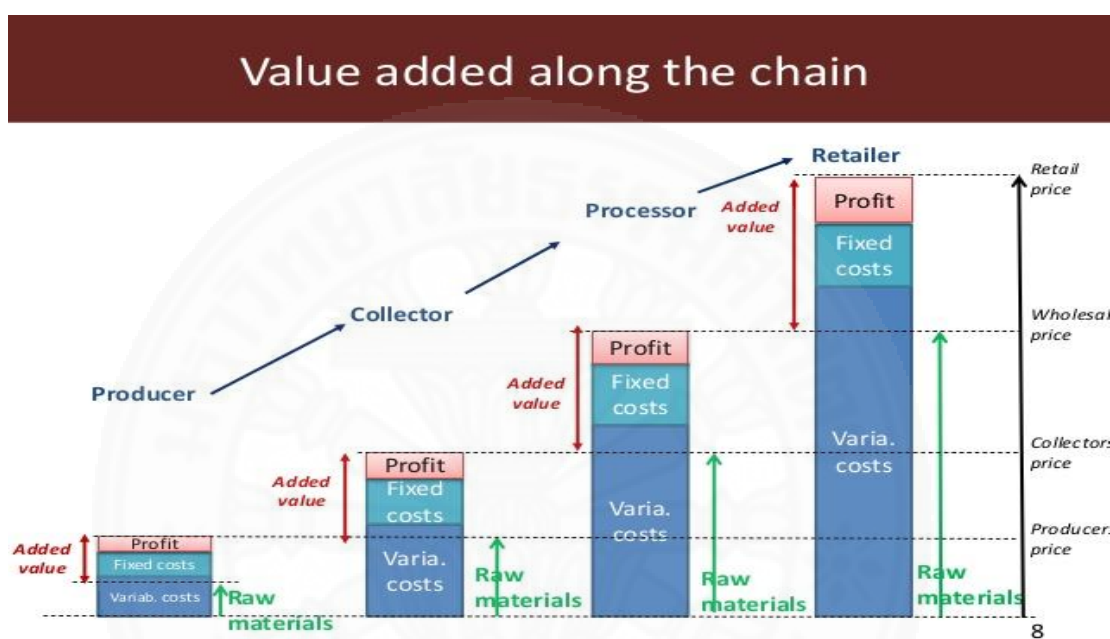 Value added along the chain
Retailer
Retail
price
Processor
Added
value
Profit
Fixed
costs
Varia.
costs
Wholesal
price
Collector
Added
value
Profit
Fixed
costs
Varia.
costs
Collectors
price
Producer
Added
value
Profit
Fixed
costs
Varia.
costs
Producer
price
Added
value
Profit
Fixed costs
Variab. costs
Raw
materials
Raw
materials
Raw
materials
Raw
materials
8